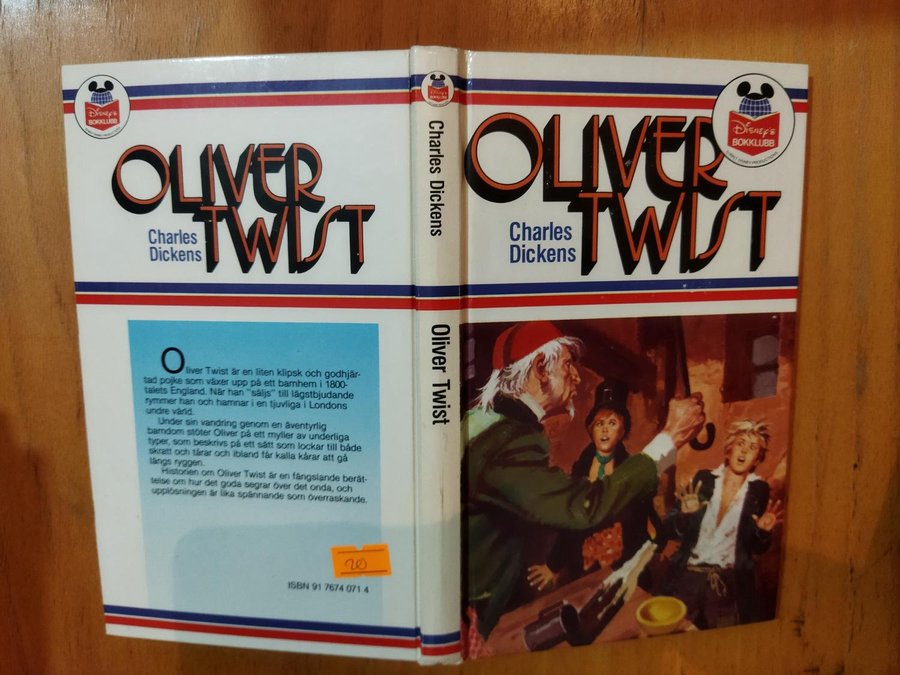 DISNEY'S
BOKKLUBB
OLIVER
TWIST
Charles
Dickens
Oliver Twist är en liten klipsk och godhjär-
tad pojke som växer upp på ett barnhem i 1800-
talets England. När han "säljs" till lägstbjudande
rymmer han och hamnar i en tjuvliga i Londons
undre värld.
Under sin vandring genom en äventyrlig
barndom stöter Oliver på ett myller av underliga
typer, som beskrivs på ett sätt som lockar till både
skratt och tårar och ibland får kalla kårar att gå
längs ryggen.
Historien om Oliver Twist är en fängslande berät-
telse om hur det goda segrar över det onda, och
upplösningen är lika spännande som överraskande.
20
ISBN 91 7674 071 4
Charles Dickens
Oliver Twist
DISNEY'S
BOKKLUBB
© WALT DISNEY PRODUCTIONS
OLIVER
TWIST
Charles
Dickens